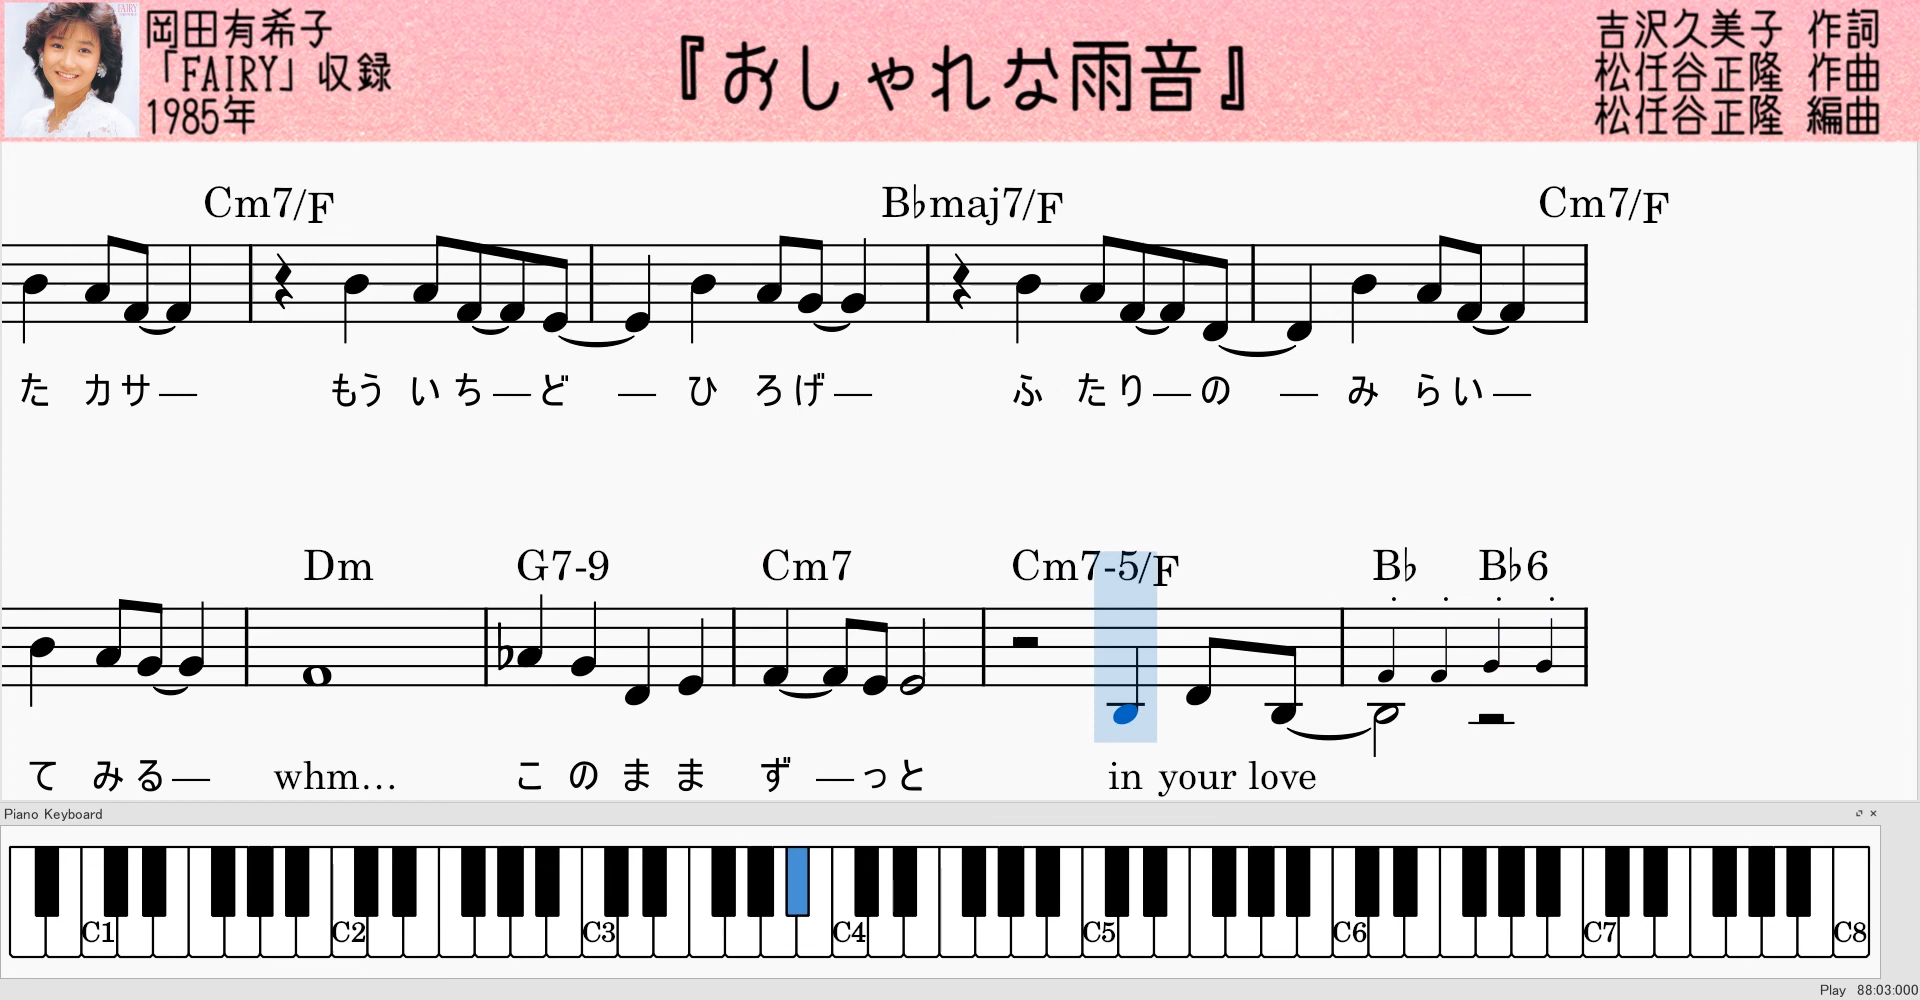 FAIRY
岡田有希子
「FAIRY」収録
1985年
『おしゃれな雨音』
吉沢久美子 作詞
松任谷正隆 作曲
松任谷正隆 編曲
Cm7/F B♭maj7/F Cm7/F
た カサ— もう いち—ど — ひ ろげ— ふ たり—の — み らい—
Dm G7-9 Cm7 Cm7-5/F B♭ B♭6
て みる— whm... こ の ま ま ず —っと in your love
Piano Keyboard
C1 C2 C3 C4 C5 C6 C7 C8
Play 88:03:000